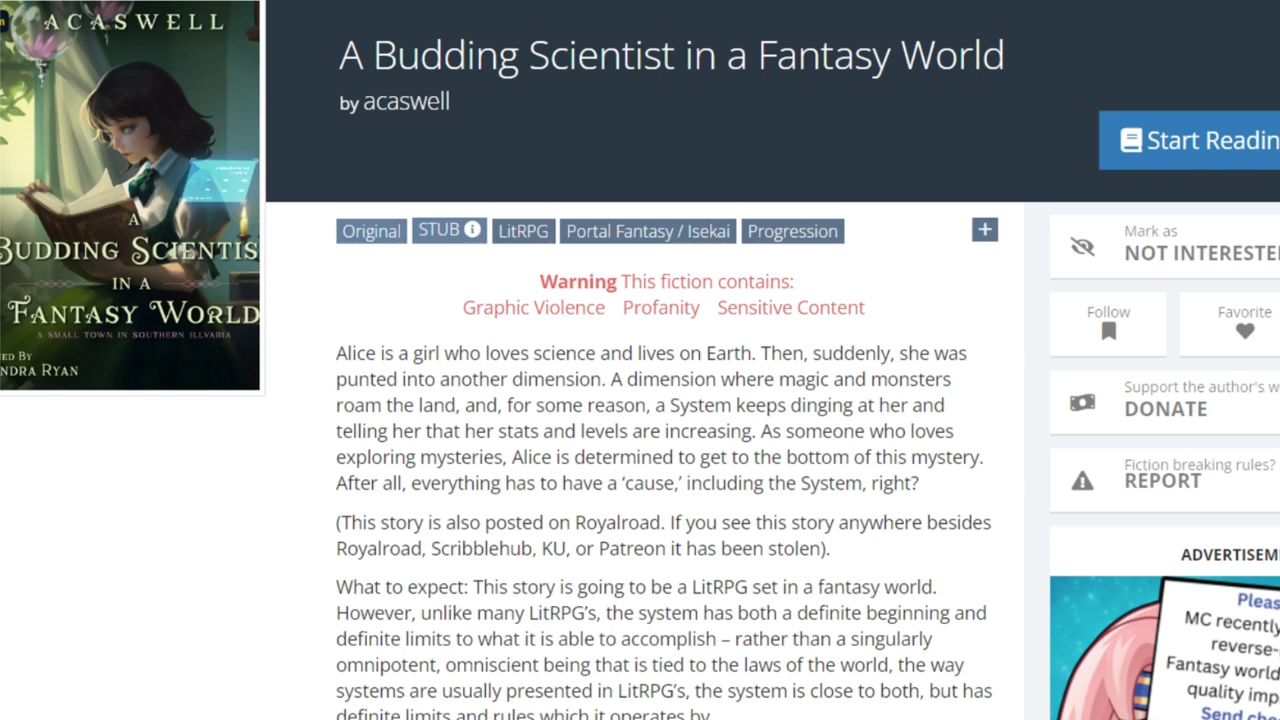 ACASWELL
A
BUDDING SCIENTIS
IN A
FANTASY WORLD
A SMALL TOWN IN SOUTHERN ILLVARIA
A Budding Scientist in a Fantasy World
by acaswell
Start Readin
Original STUB LitRPG Portal Fantasy / Isekai Progression +
Warning This fiction contains:
Graphic Violence Profanity Sensitive Content
Alice is a girl who loves science and lives on Earth. Then, suddenly, she was
punted into another dimension. A dimension where magic and monsters
roam the land, and, for some reason, a System keeps dinging at her and
telling her that her stats and levels are increasing. As someone who loves
exploring mysteries, Alice is determined to get to the bottom of this mystery.
After all, everything has to have a ‘cause,’ including the System, right?
(This story is also posted on Royalroad. If you see this story anywhere besides
Royalroad, Scribblehub, KU, or Patreon it has been stolen).
What to expect: This story is going to be a LitRPG set in a fantasy world.
However, unlike many LitRPG’s, the system has both a definite beginning and
definite limits to what it is able to accomplish – rather than a singularly
omnipotent, omniscient being that is tied to the laws of the world, the way
systems are usually presented in LitRPG’s, the system is close to both, but has
definite limits and rules which it operates by.
Mark as
NOT INTERESTE
Follow Favorite
Support the author's w
DONATE
Fiction breaking rules?
REPORT
ADVERTISEM
Pleas
MC recently
reverse-
Fantasy world
quality imp
Send che
NED BY
NDRA RYAN